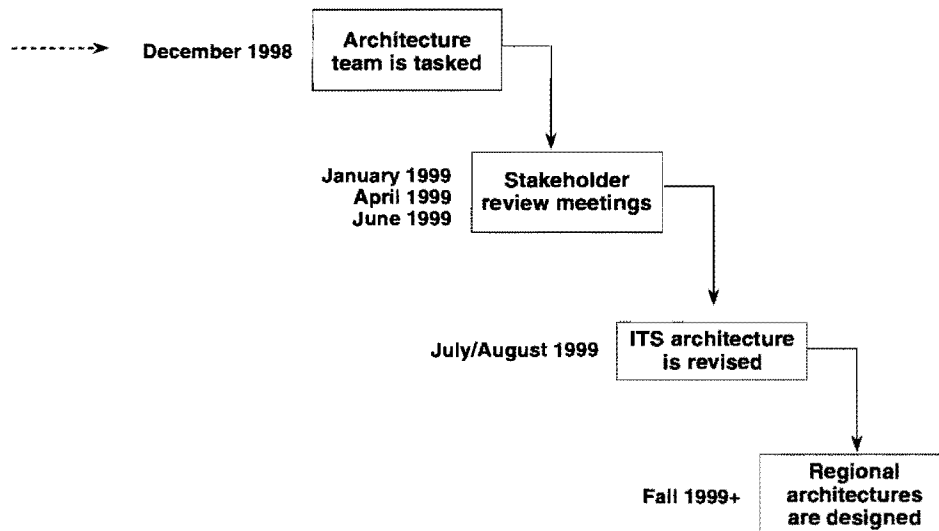 December 1998
Architecture
team is tasked
January 1999
April 1999
June 1999
Stakeholder
review meetings
July/August 1999
ITS architecture
is revised
Fall 1999+
Regional
architectures
are designed